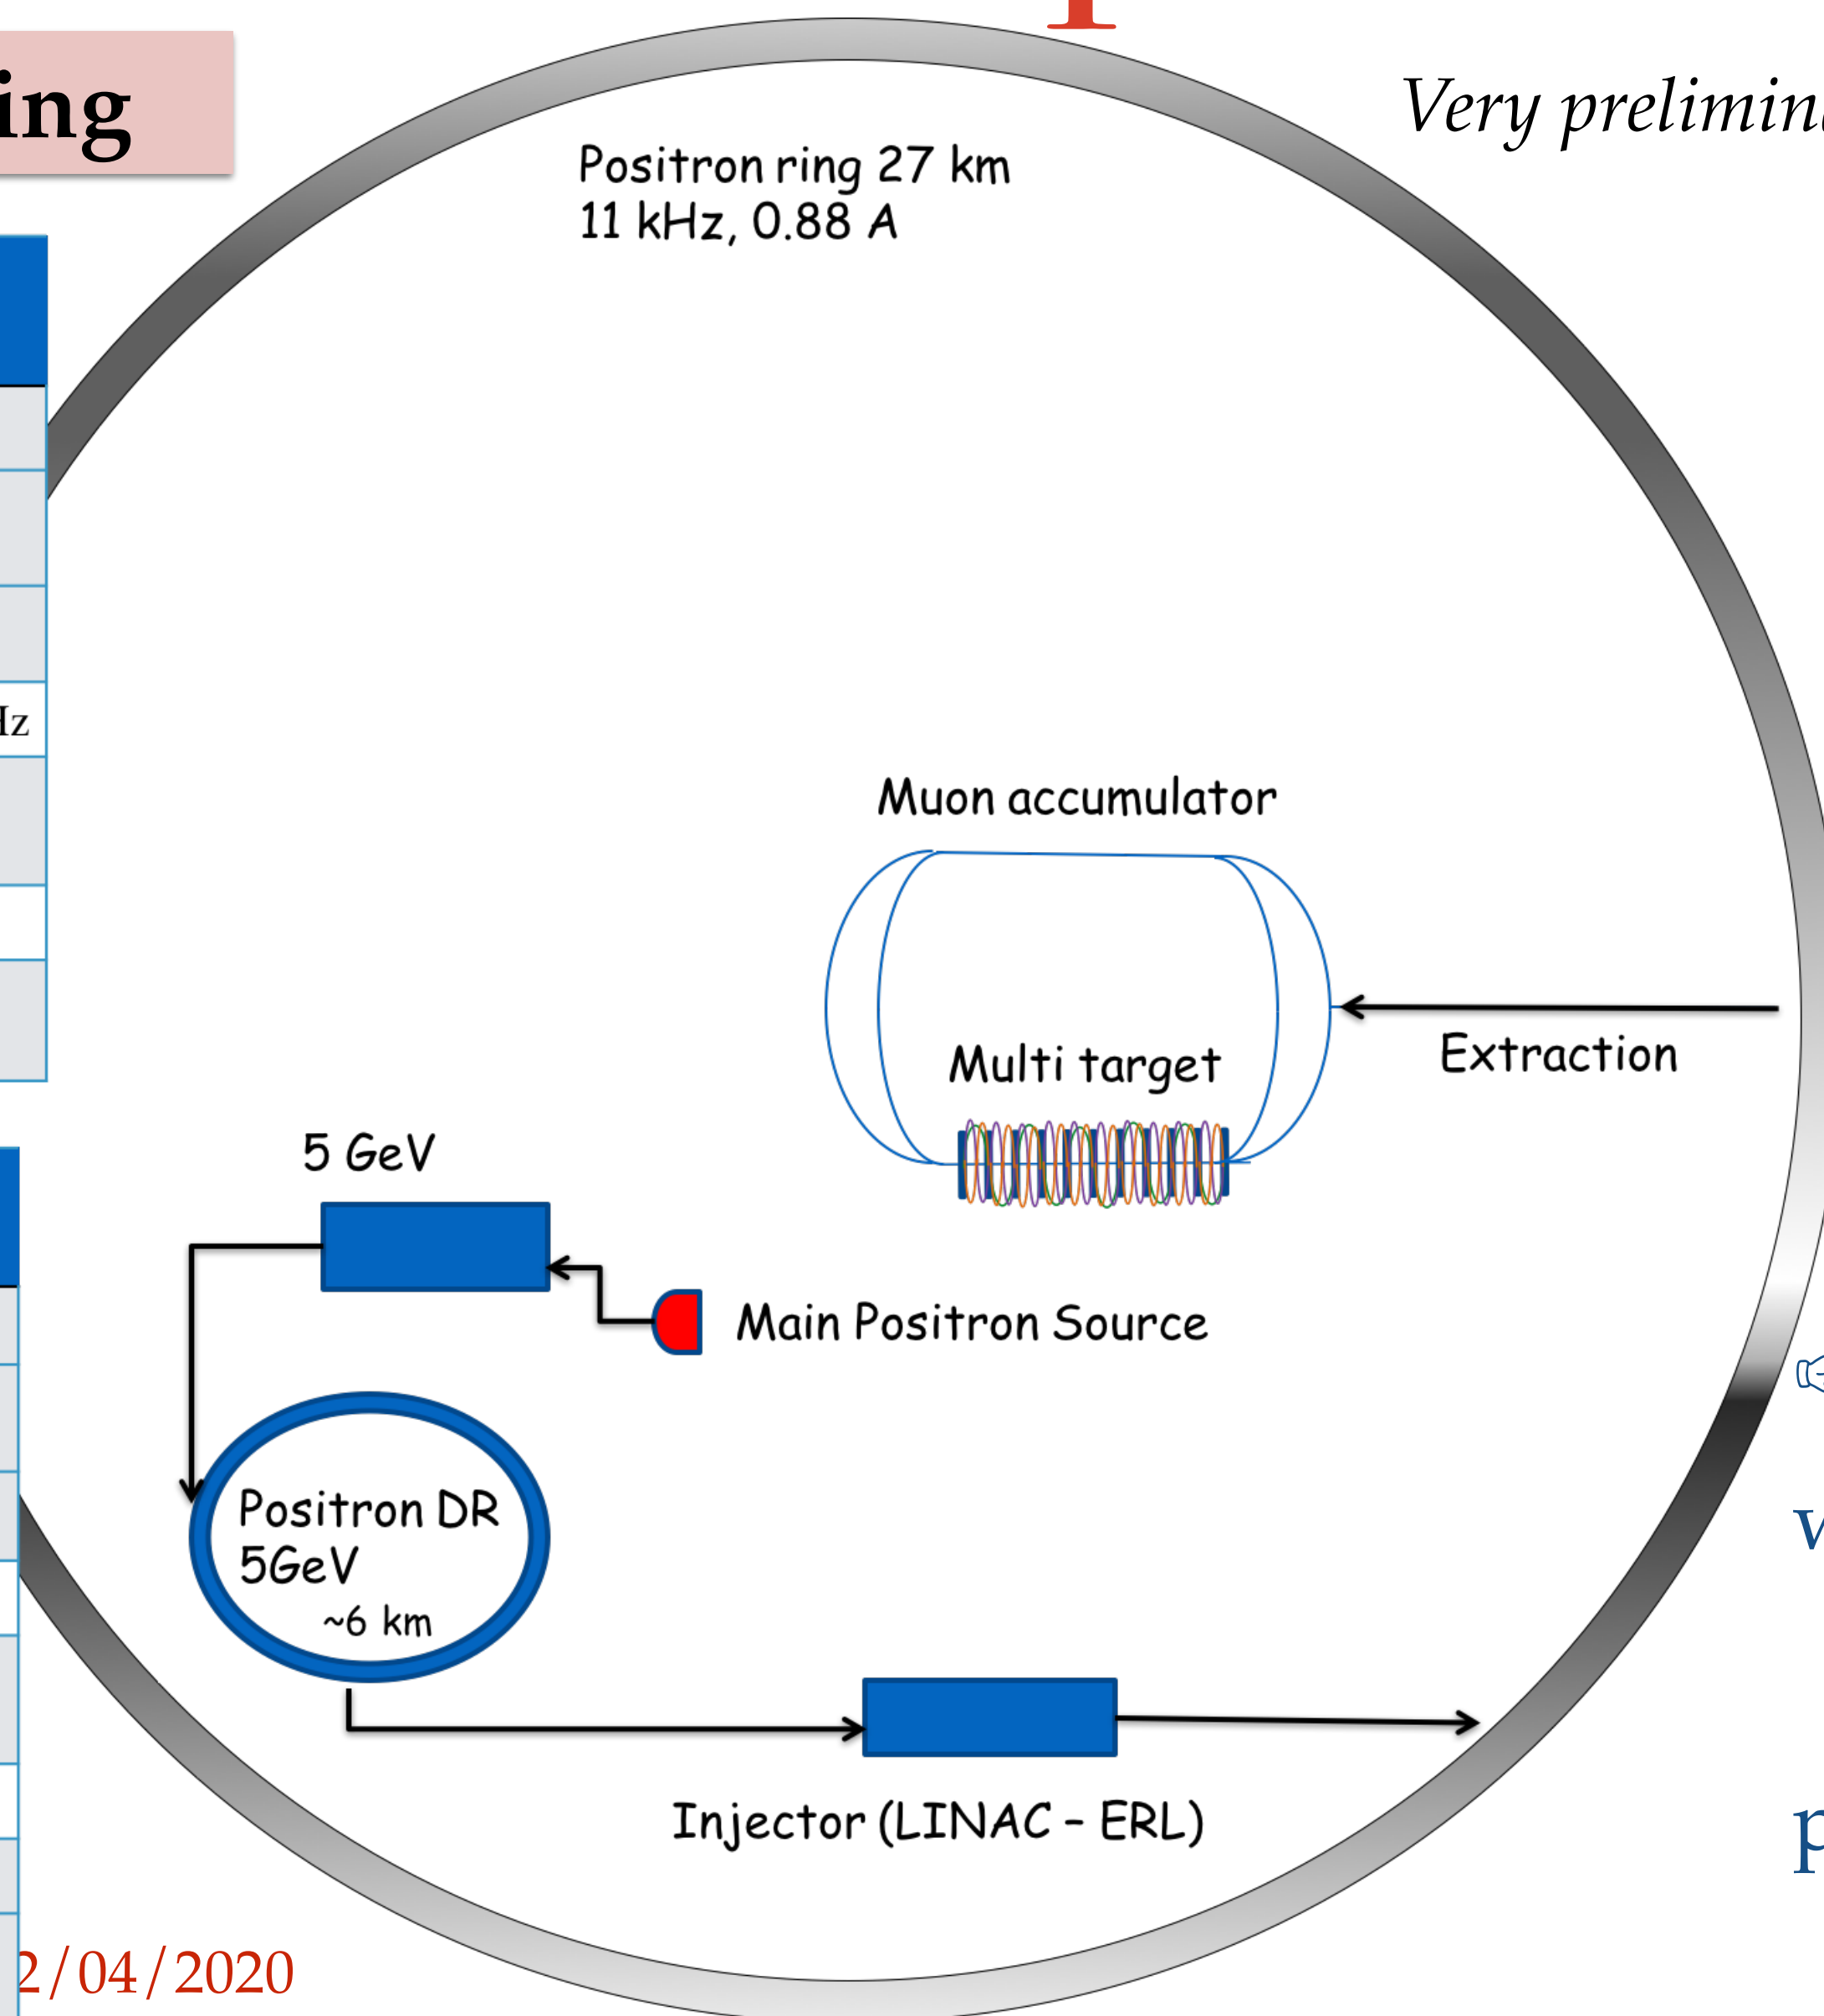 ing
Very prelimin
Positron ring 27 km
11 kHz, 0.88 A
Hz
Muon accumulator
Multi target
Extraction
5 GeV
Main Positron Source
Positron DR
5GeV
~6 km
Injector (LINAC – ERL)
2/04/2020